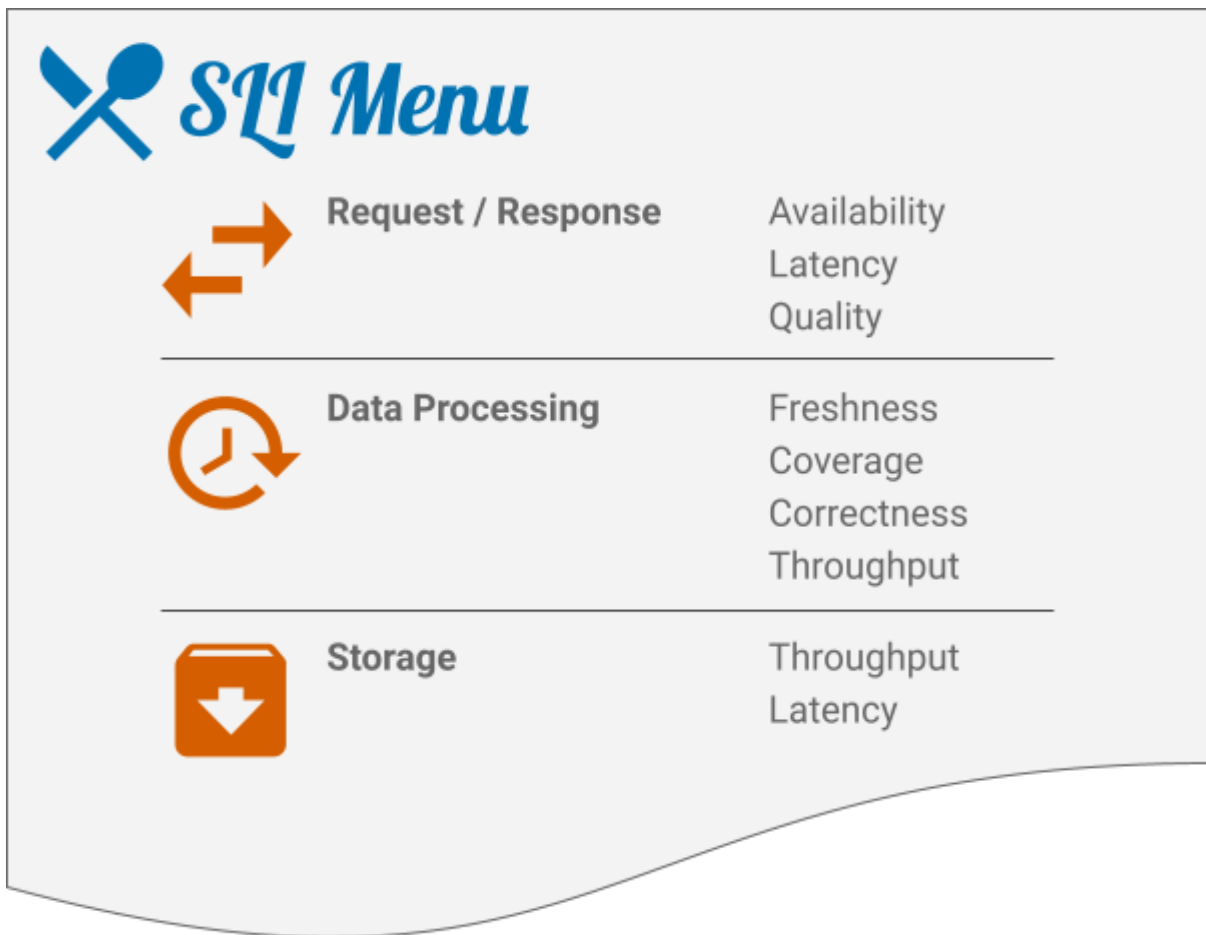 SLI Menu
Request / Response
Availability
Latency
Quality
Data Processing
Freshness
Coverage
Correctness
Throughput
Storage
Throughput
Latency